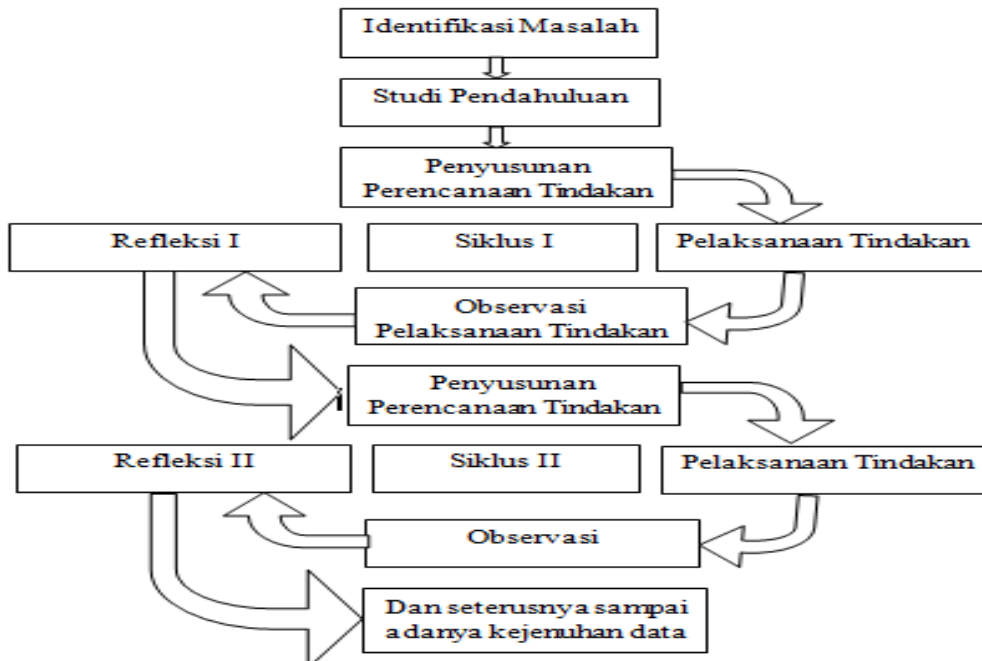 Identifikasi Masalah
Studi Pendahuluan
Penyusunan
Perencanaan Tindakan
Refleksi I
Siklus I
Pelaksanaan Tindakan
Observasi
Pelaksanaan Tindakan
Penyusunan
Perencanaan Tindakan
Refleksi II
Siklus II
Pelaksanaan Tindakan
Observasi
Dan seterusnya sampai
adanya kejenuhan data